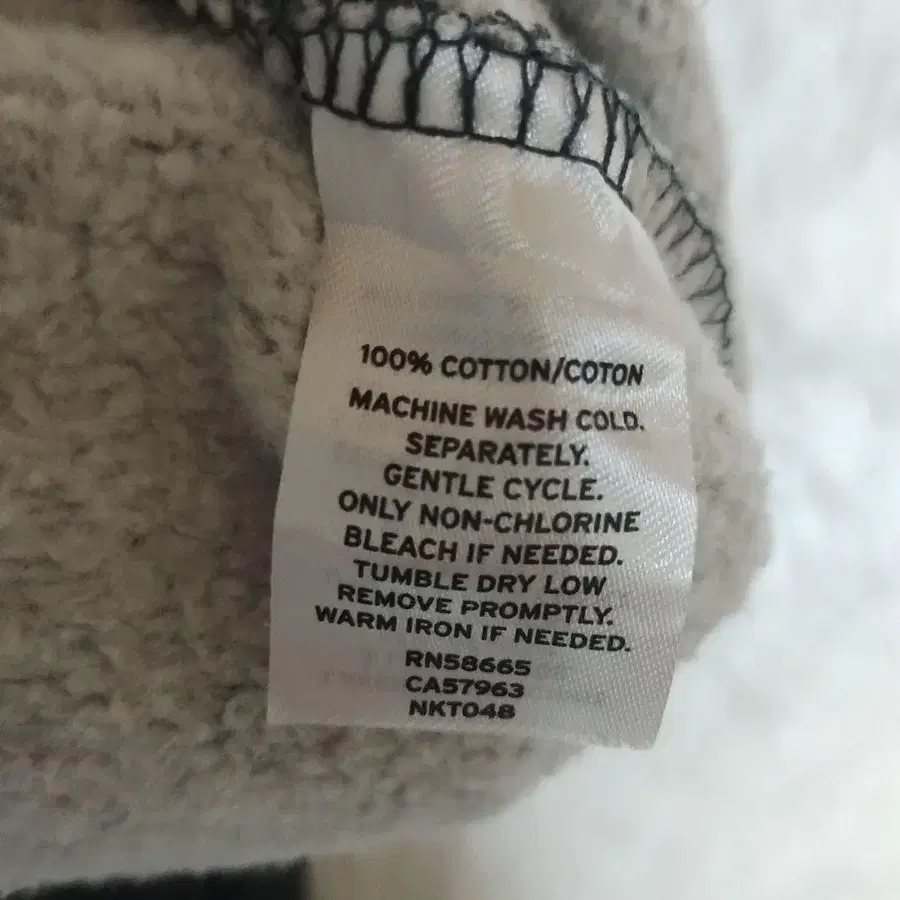 100% COTTON/COTON
MACHINE WASH COLD.
SEPARATELY.
GENTLE CYCLE.
ONLY NON-CHLORINE
BLEACH IF NEEDED.
TUMBLE DRY LOW
REMOVE PROMPTLY.
WARM IRON IF NEEDED.
RN58665
CA57963
NKT048